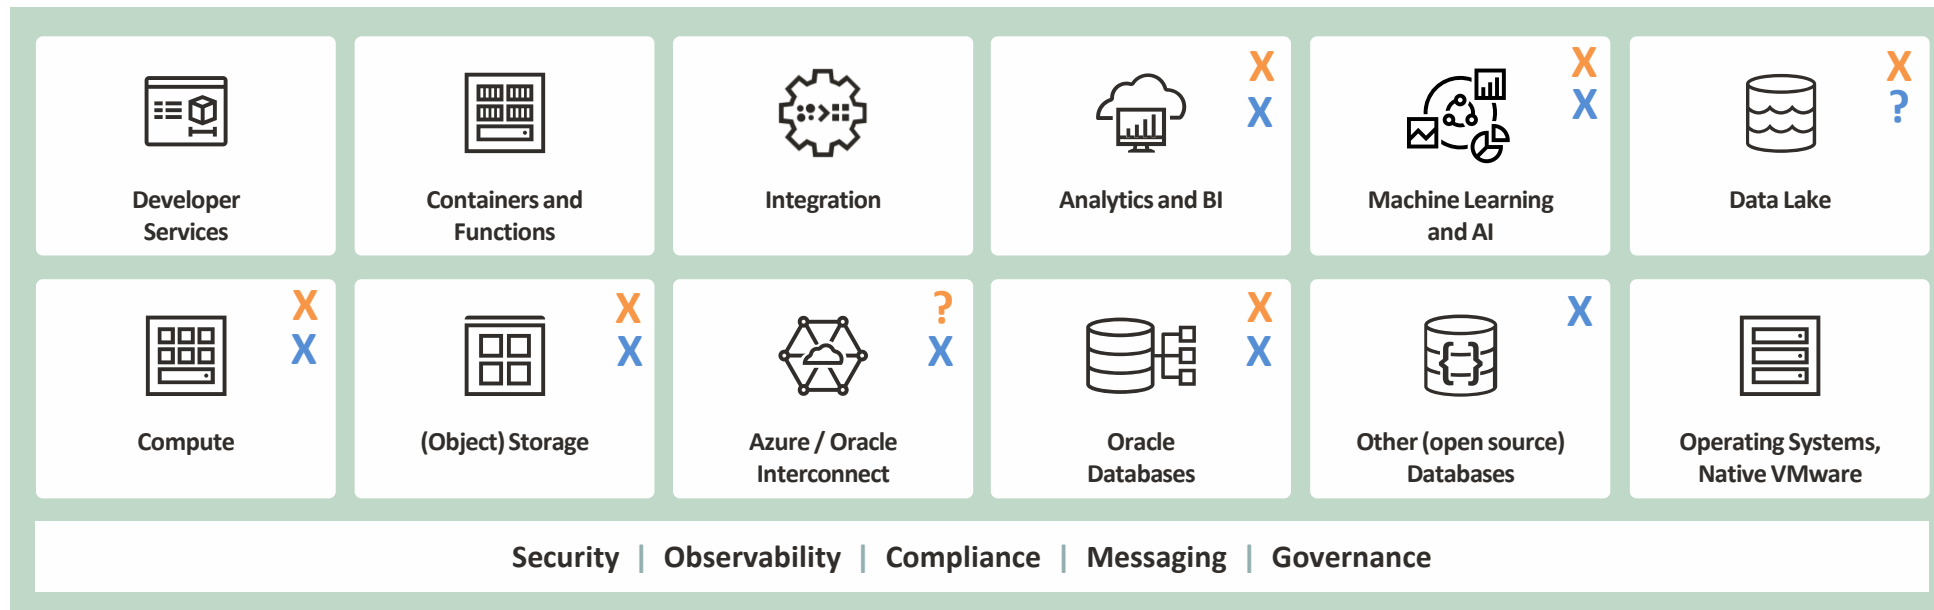 X
X
X
X
X
?
Developer
Services
Containers and
Functions
Integration
Analytics and BI
Machine Learning
and AI
Data Lake
X
X
X
X
?
X
X
X
X
{}
Compute
(Object) Storage
Azure / Oracle
Interconnect
Oracle
Databases
Other (open source)
Databases
Operating Systems,
Native VMware
Security | Observability | Compliance | Messaging | Governance